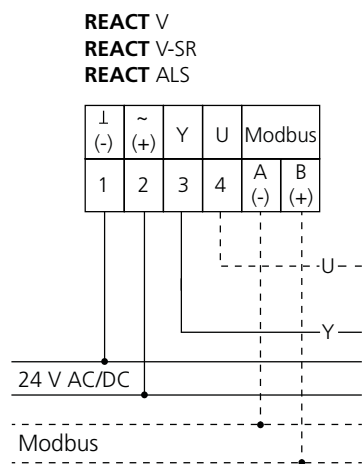 REACT V
REACT V-SR
REACT ALS
⊥ ~ Y U Modbus
(-) (+)
1 2 3 4 A B
(-) (+)
U
Y
24 V AC/DC
Modbus